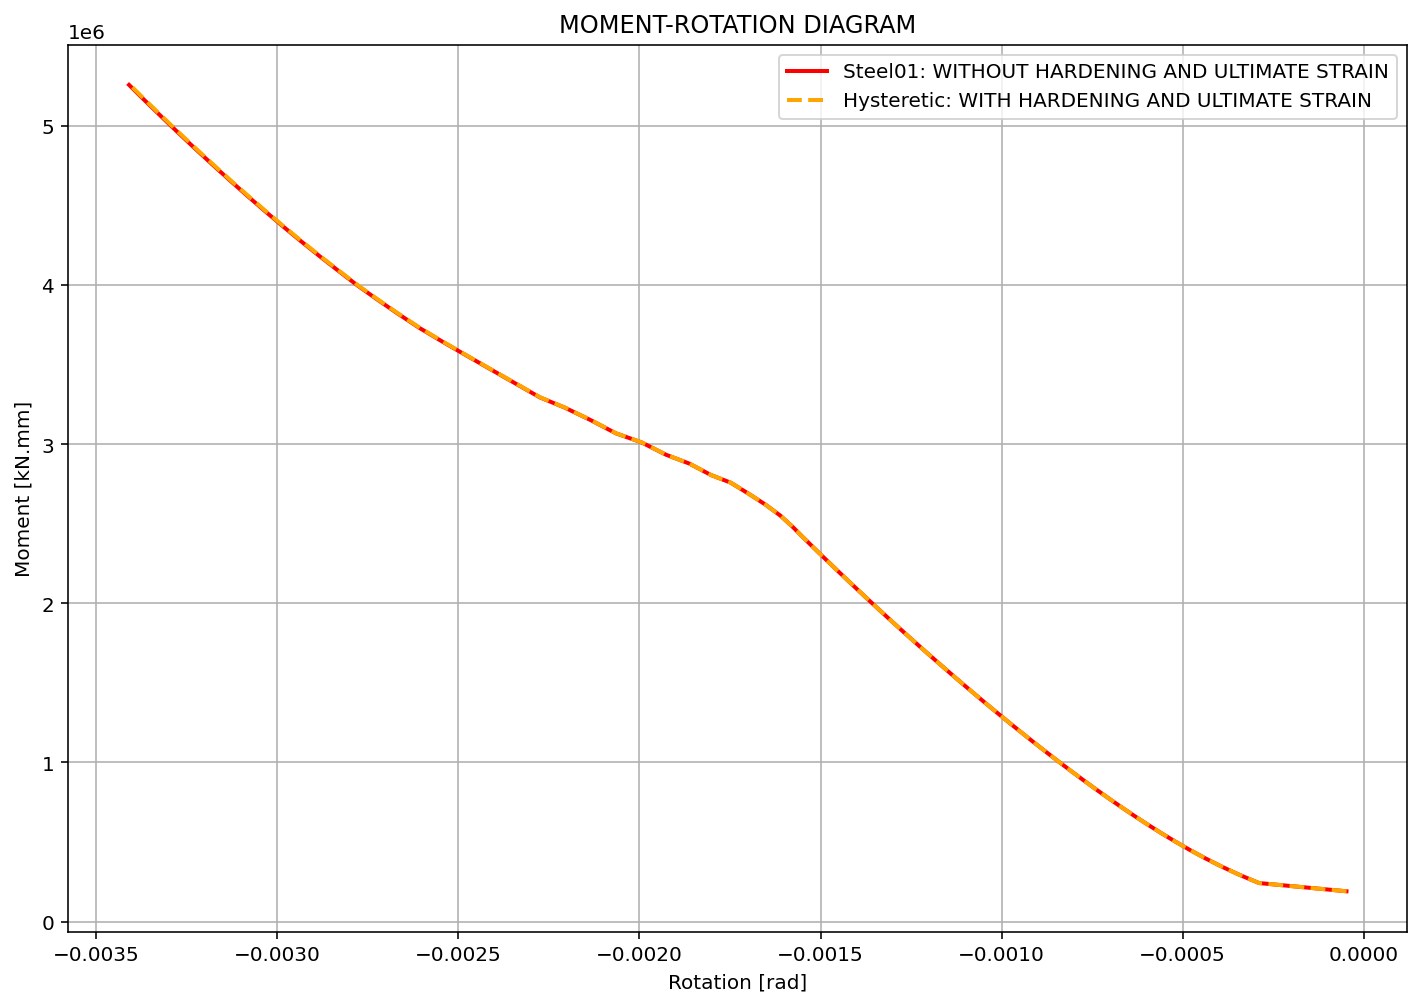 MOMENT-ROTATION DIAGRAM
1e6
Steel01: WITHOUT HARDENING AND ULTIMATE STRAIN
Hysteretic: WITH HARDENING AND ULTIMATE STRAIN
5
4
3
2
1
0
Moment [kN.mm]
−0.0035 −0.0030 −0.0025 −0.0020 −0.0015 −0.0010 −0.0005 0.0000
Rotation [rad]